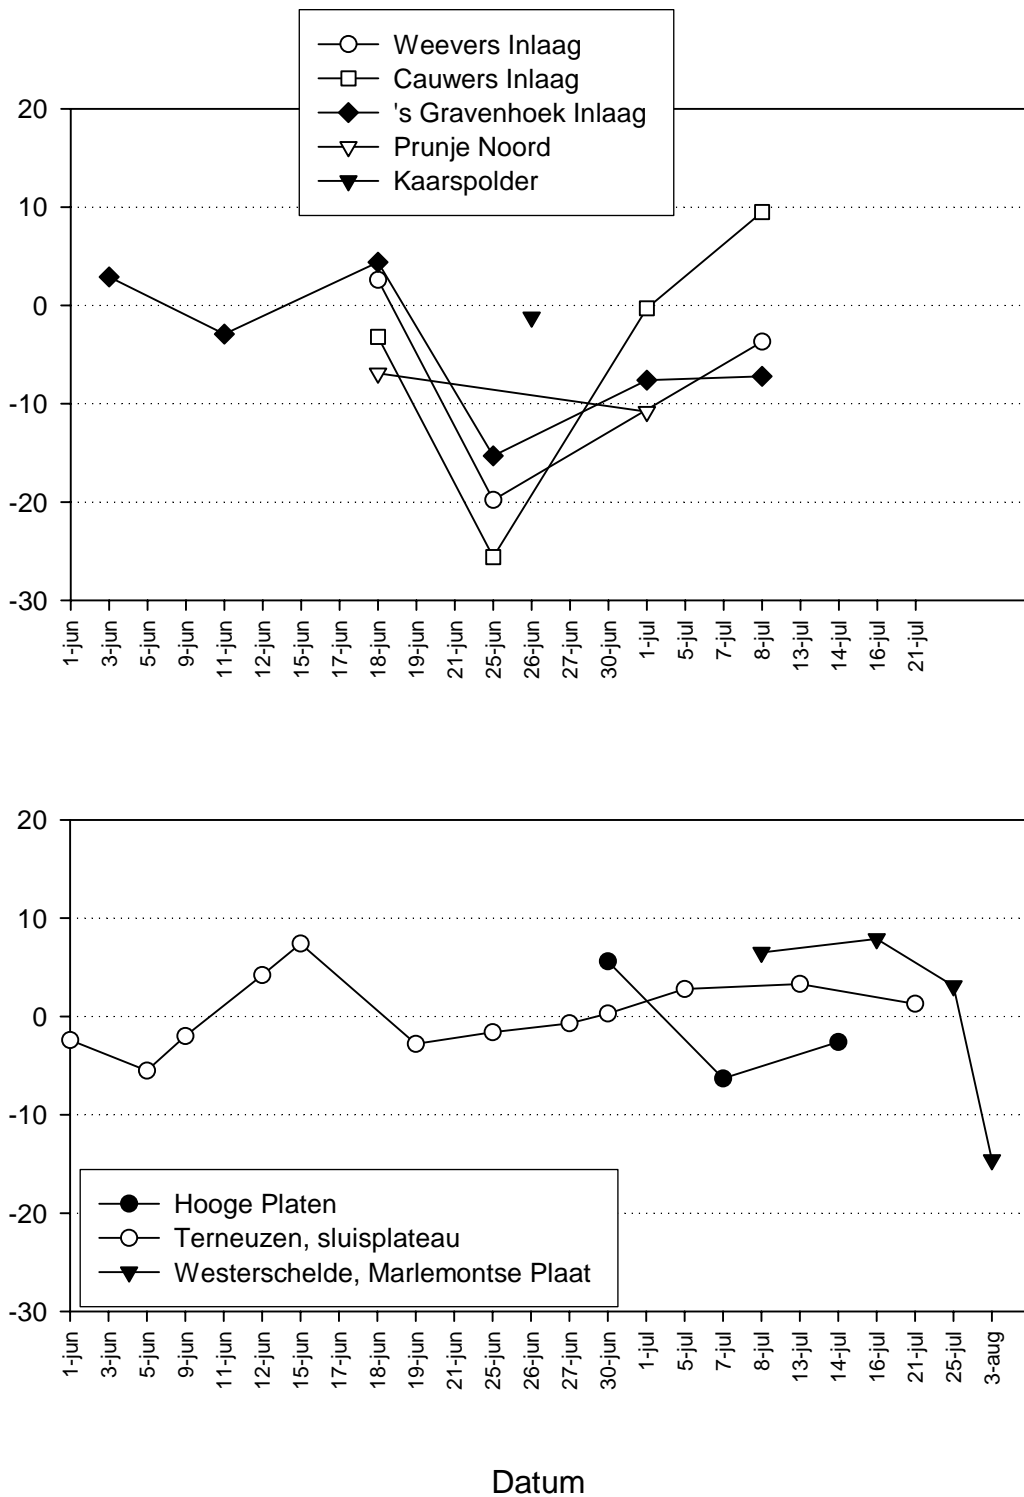 Weevers Inlaag
Cauwers Inlaag
's Gravenhoek Inlaag
Prunje Noord
Kaarspolder
20
10
0
-10
-20
-30
1-jun
3-jun
5-jun
9-jun
11-jun
12-jun
15-jun
17-jun
18-jun
19-jun
21-jun
25-jun
26-jun
27-jun
30-jun
1-jul
5-jul
7-jul
8-jul
13-jul
14-jul
16-jul
21-jul
20
10
0
-10
-20
-30
Hooge Platen
Terneuzen, sluisplateau
Westerschelde, Marlemontse Plaat
1-jun
3-jun
5-jun
9-jun
11-jun
12-jun
15-jun
17-jun
18-jun
19-jun
21-jun
25-jun
26-jun
27-jun
30-jun
1-jul
5-jul
7-jul
8-jul
13-jul
14-jul
16-jul
21-jul
25-jul
3-aug
Datum